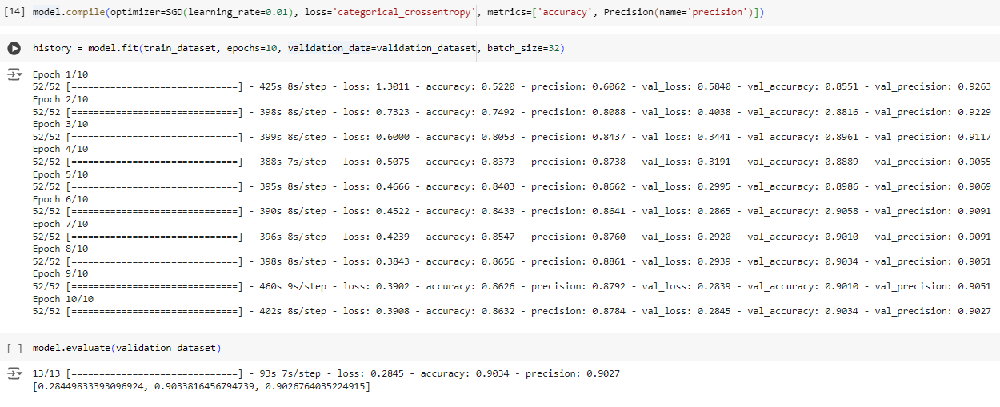 [14] model.compile(optimizer=SGD(learning_rate=0.01), loss='categorical_crossentropy', metrics=['accuracy', Precision(name='precision')])
history = model.fit(train_dataset, epochs=10, validation_data=validation_dataset, batch_size=32)
Epoch 1/10
52/52 [==============================] - 425s 8s/step - loss: 1.3011 - accuracy: 0.5220 - precision: 0.6062 - val_loss: 0.5840 - val_accuracy: 0.8551 - val_precision: 0.9263
Epoch 2/10
52/52 [==============================] - 398s 8s/step - loss: 0.7323 - accuracy: 0.7492 - precision: 0.8088 - val_loss: 0.4038 - val_accuracy: 0.8816 - val_precision: 0.9229
Epoch 3/10
52/52 [==============================] - 399s 8s/step - loss: 0.6000 - accuracy: 0.8053 - precision: 0.8437 - val_loss: 0.3441 - val_accuracy: 0.8961 - val_precision: 0.9117
Epoch 4/10
52/52 [==============================] - 388s 7s/step - loss: 0.5075 - accuracy: 0.8373 - precision: 0.8738 - val_loss: 0.3191 - val_accuracy: 0.8889 - val_precision: 0.9055
Epoch 5/10
52/52 [==============================] - 395s 8s/step - loss: 0.4666 - accuracy: 0.8403 - precision: 0.8662 - val_loss: 0.2995 - val_accuracy: 0.8986 - val_precision: 0.9069
Epoch 6/10
52/52 [==============================] - 390s 8s/step - loss: 0.4522 - accuracy: 0.8433 - precision: 0.8641 - val_loss: 0.2865 - val_accuracy: 0.9058 - val_precision: 0.9091
Epoch 7/10
52/52 [==============================] - 396s 8s/step - loss: 0.4239 - accuracy: 0.8547 - precision: 0.8760 - val_loss: 0.2920 - val_accuracy: 0.9010 - val_precision: 0.9091
Epoch 8/10
52/52 [==============================] - 398s 8s/step - loss: 0.3843 - accuracy: 0.8656 - precision: 0.8861 - val_loss: 0.2939 - val_accuracy: 0.9034 - val_precision: 0.9051
Epoch 9/10
52/52 [==============================] - 460s 9s/step - loss: 0.3902 - accuracy: 0.8626 - precision: 0.8792 - val_loss: 0.2839 - val_accuracy: 0.9010 - val_precision: 0.9051
Epoch 10/10
52/52 [==============================] - 402s 8s/step - loss: 0.3908 - accuracy: 0.8632 - precision: 0.8784 - val_loss: 0.2845 - val_accuracy: 0.9034 - val_precision: 0.9027
[ ] model.evaluate(validation_dataset)
13/13 [==============================] - 93s 7s/step - loss: 0.2845 - accuracy: 0.9034 - precision: 0.9027
[0.28449833393096924, 0.9033816456794739, 0.9026764035224915]